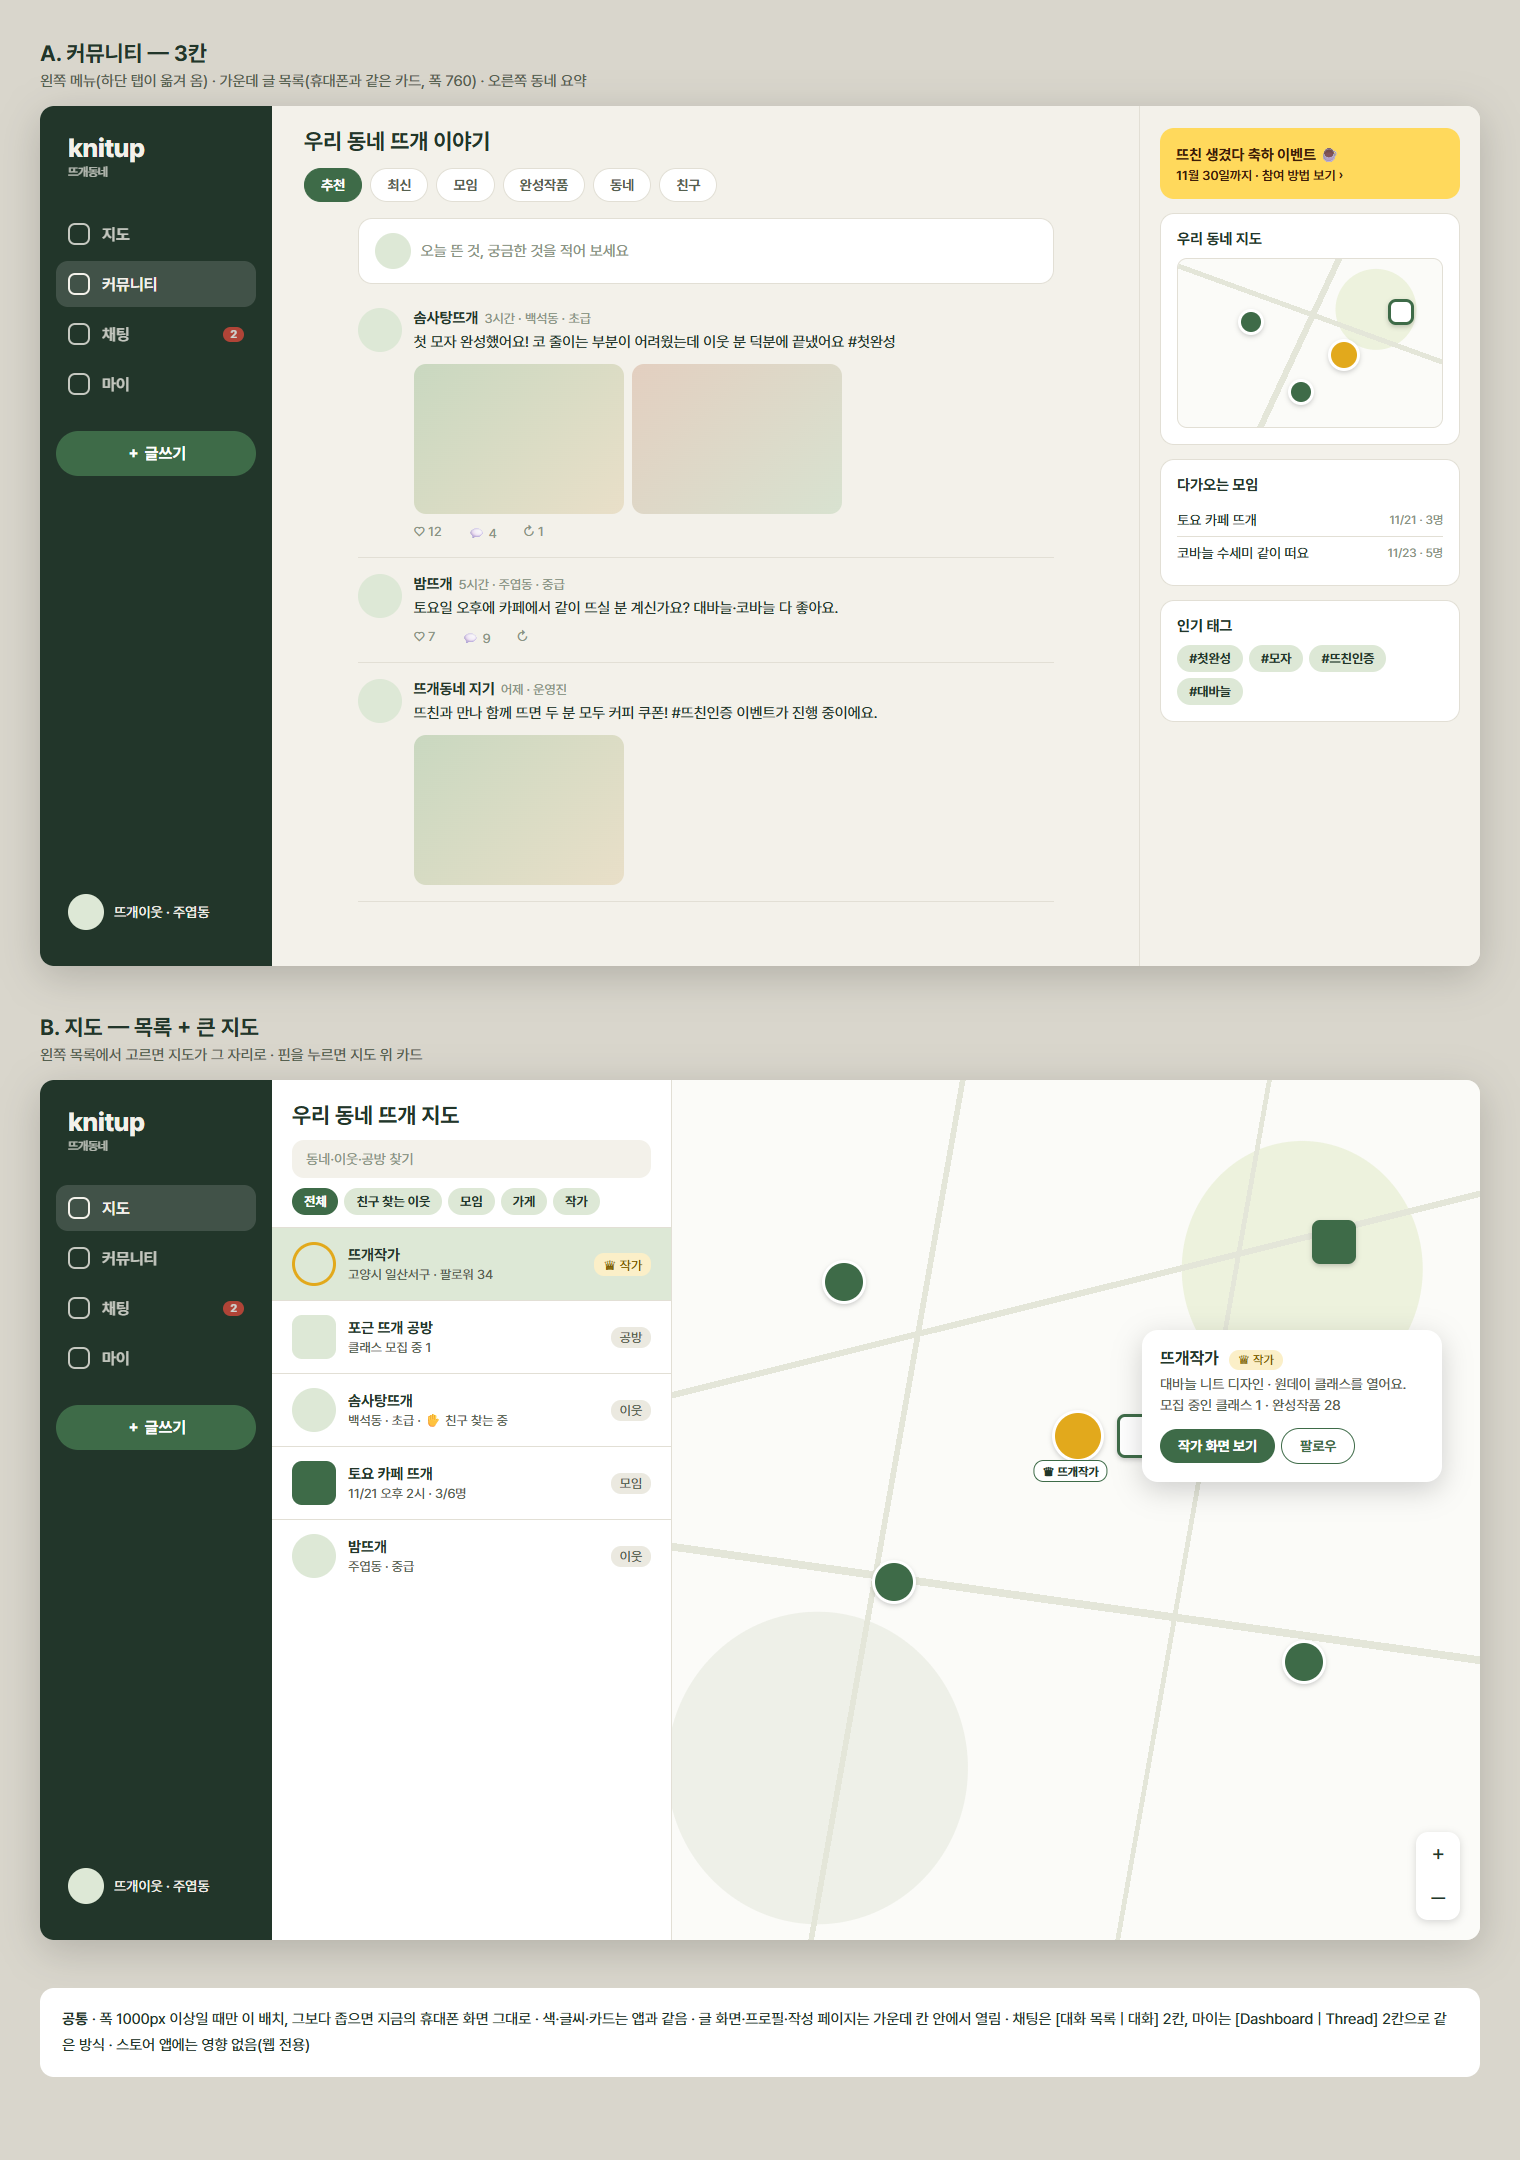 A. 커뮤니티 — 3칸
왼쪽 메뉴(하단 탭이 옮겨 옴) · 가운데 글 목록(휴대폰과 같은 카드, 폭 760) · 오른쪽 동네 요약
knitup
뜨개동네
지도
커뮤니티
채팅 2
마이
+ 글쓰기
뜨개이웃 · 주엽동
우리 동네 뜨개 이야기
추천 최신 모임 완성작품 동네 친구
오늘 뜬 것, 궁금한 것을 적어 보세요
솜사탕뜨개 3시간 · 백석동 · 초급
첫 모자 완성했어요! 코 줄이는 부분이 어려웠는데 이웃 분 덕분에 끝냈어요 #첫완성
♡ 12 💬 4 ↻ 1
밤뜨개 5시간 · 주엽동 · 중급
토요일 오후에 카페에서 같이 뜨실 분 계신가요? 대바늘·코바늘 다 좋아요.
♡ 7 💬 9 ↻
뜨개동네 지기 어제 · 운영진
뜨친과 만나 함께 뜨면 두 분 모두 커피 쿠폰! #뜨친인증 이벤트가 진행 중이에요.
뜨친 생겼다 축하 이벤트 🧶
11월 30일까지 · 참여 방법 보기 ›
우리 동네 지도
다가오는 모임
토요 카페 뜨개 11/21 · 3명
코바늘 수세미 같이 떠요 11/23 · 5명
인기 태그
#첫완성 #모자 #뜨친인증
#대바늘
B. 지도 — 목록 + 큰 지도
왼쪽 목록에서 고르면 지도가 그 자리로 · 핀을 누르면 지도 위 카드
knitup
뜨개동네
지도
커뮤니티
채팅 2
마이
+ 글쓰기
뜨개이웃 · 주엽동
우리 동네 뜨개 지도
동네·이웃·공방 찾기
전체 친구 찾는 이웃 모임 가게 작가
뜨개작가
고양시 일산서구 · 팔로워 34
♛ 작가
포근 뜨개 공방
클래스 모집 중 1
공방
솜사탕뜨개
백석동 · 초급 · ✋ 친구 찾는 중
이웃
토요 카페 뜨개
11/21 오후 2시 · 3/6명
모임
밤뜨개
주엽동 · 중급
이웃
뜨개작가 ♛ 작가
대바늘 니트 디자인 · 원데이 클래스를 열어요.
모집 중인 클래스 1 · 완성작품 28
작가 화면 보기 팔로우
♛ 뜨개작가
+
−
공통 · 폭 1000px 이상일 때만 이 배치, 그보다 좁으면 지금의 휴대폰 화면 그대로 · 색·글씨·카드는 앱과 같음 · 글 화면·프로필·작성 페이지는 가운데 칸 안에서 열림 · 채팅은 [대화 목록 | 대화] 2칸, 마이는 [Dashboard | Thread] 2칸으로 같
은 방식 · 스토어 앱에는 영향 없음(웹 전용)